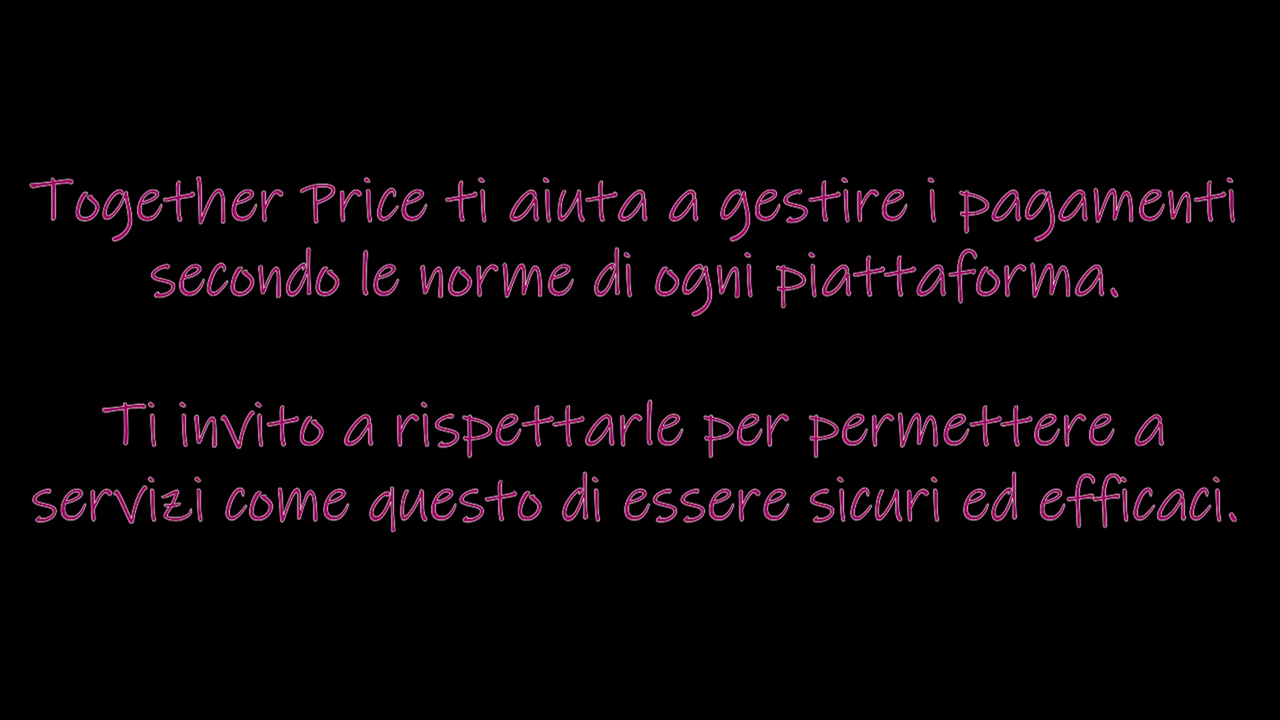 Together Price ti aiuta a gestire i pagamenti
secondo le norme di ogni piattaforma.
Ti invito a rispettarle per permettere a
servizi come questo di essere sicuri ed efficaci.